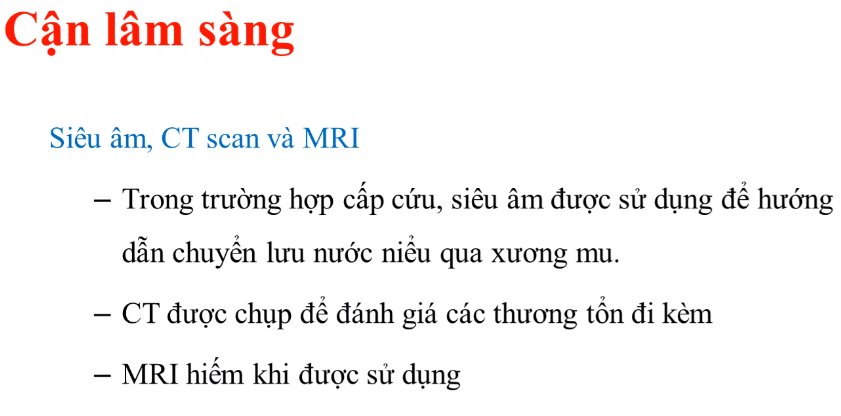 Cận lâm sàng
Siêu âm, CT scan và MRI
– Trong trường hợp cấp cứu, siêu âm được sử dụng để hướng
dẫn chuyển lưu nước niểu qua xương mu.
– CT được chụp để đánh giá các thương tổn đi kèm
– MRI hiếm khi được sử dụng